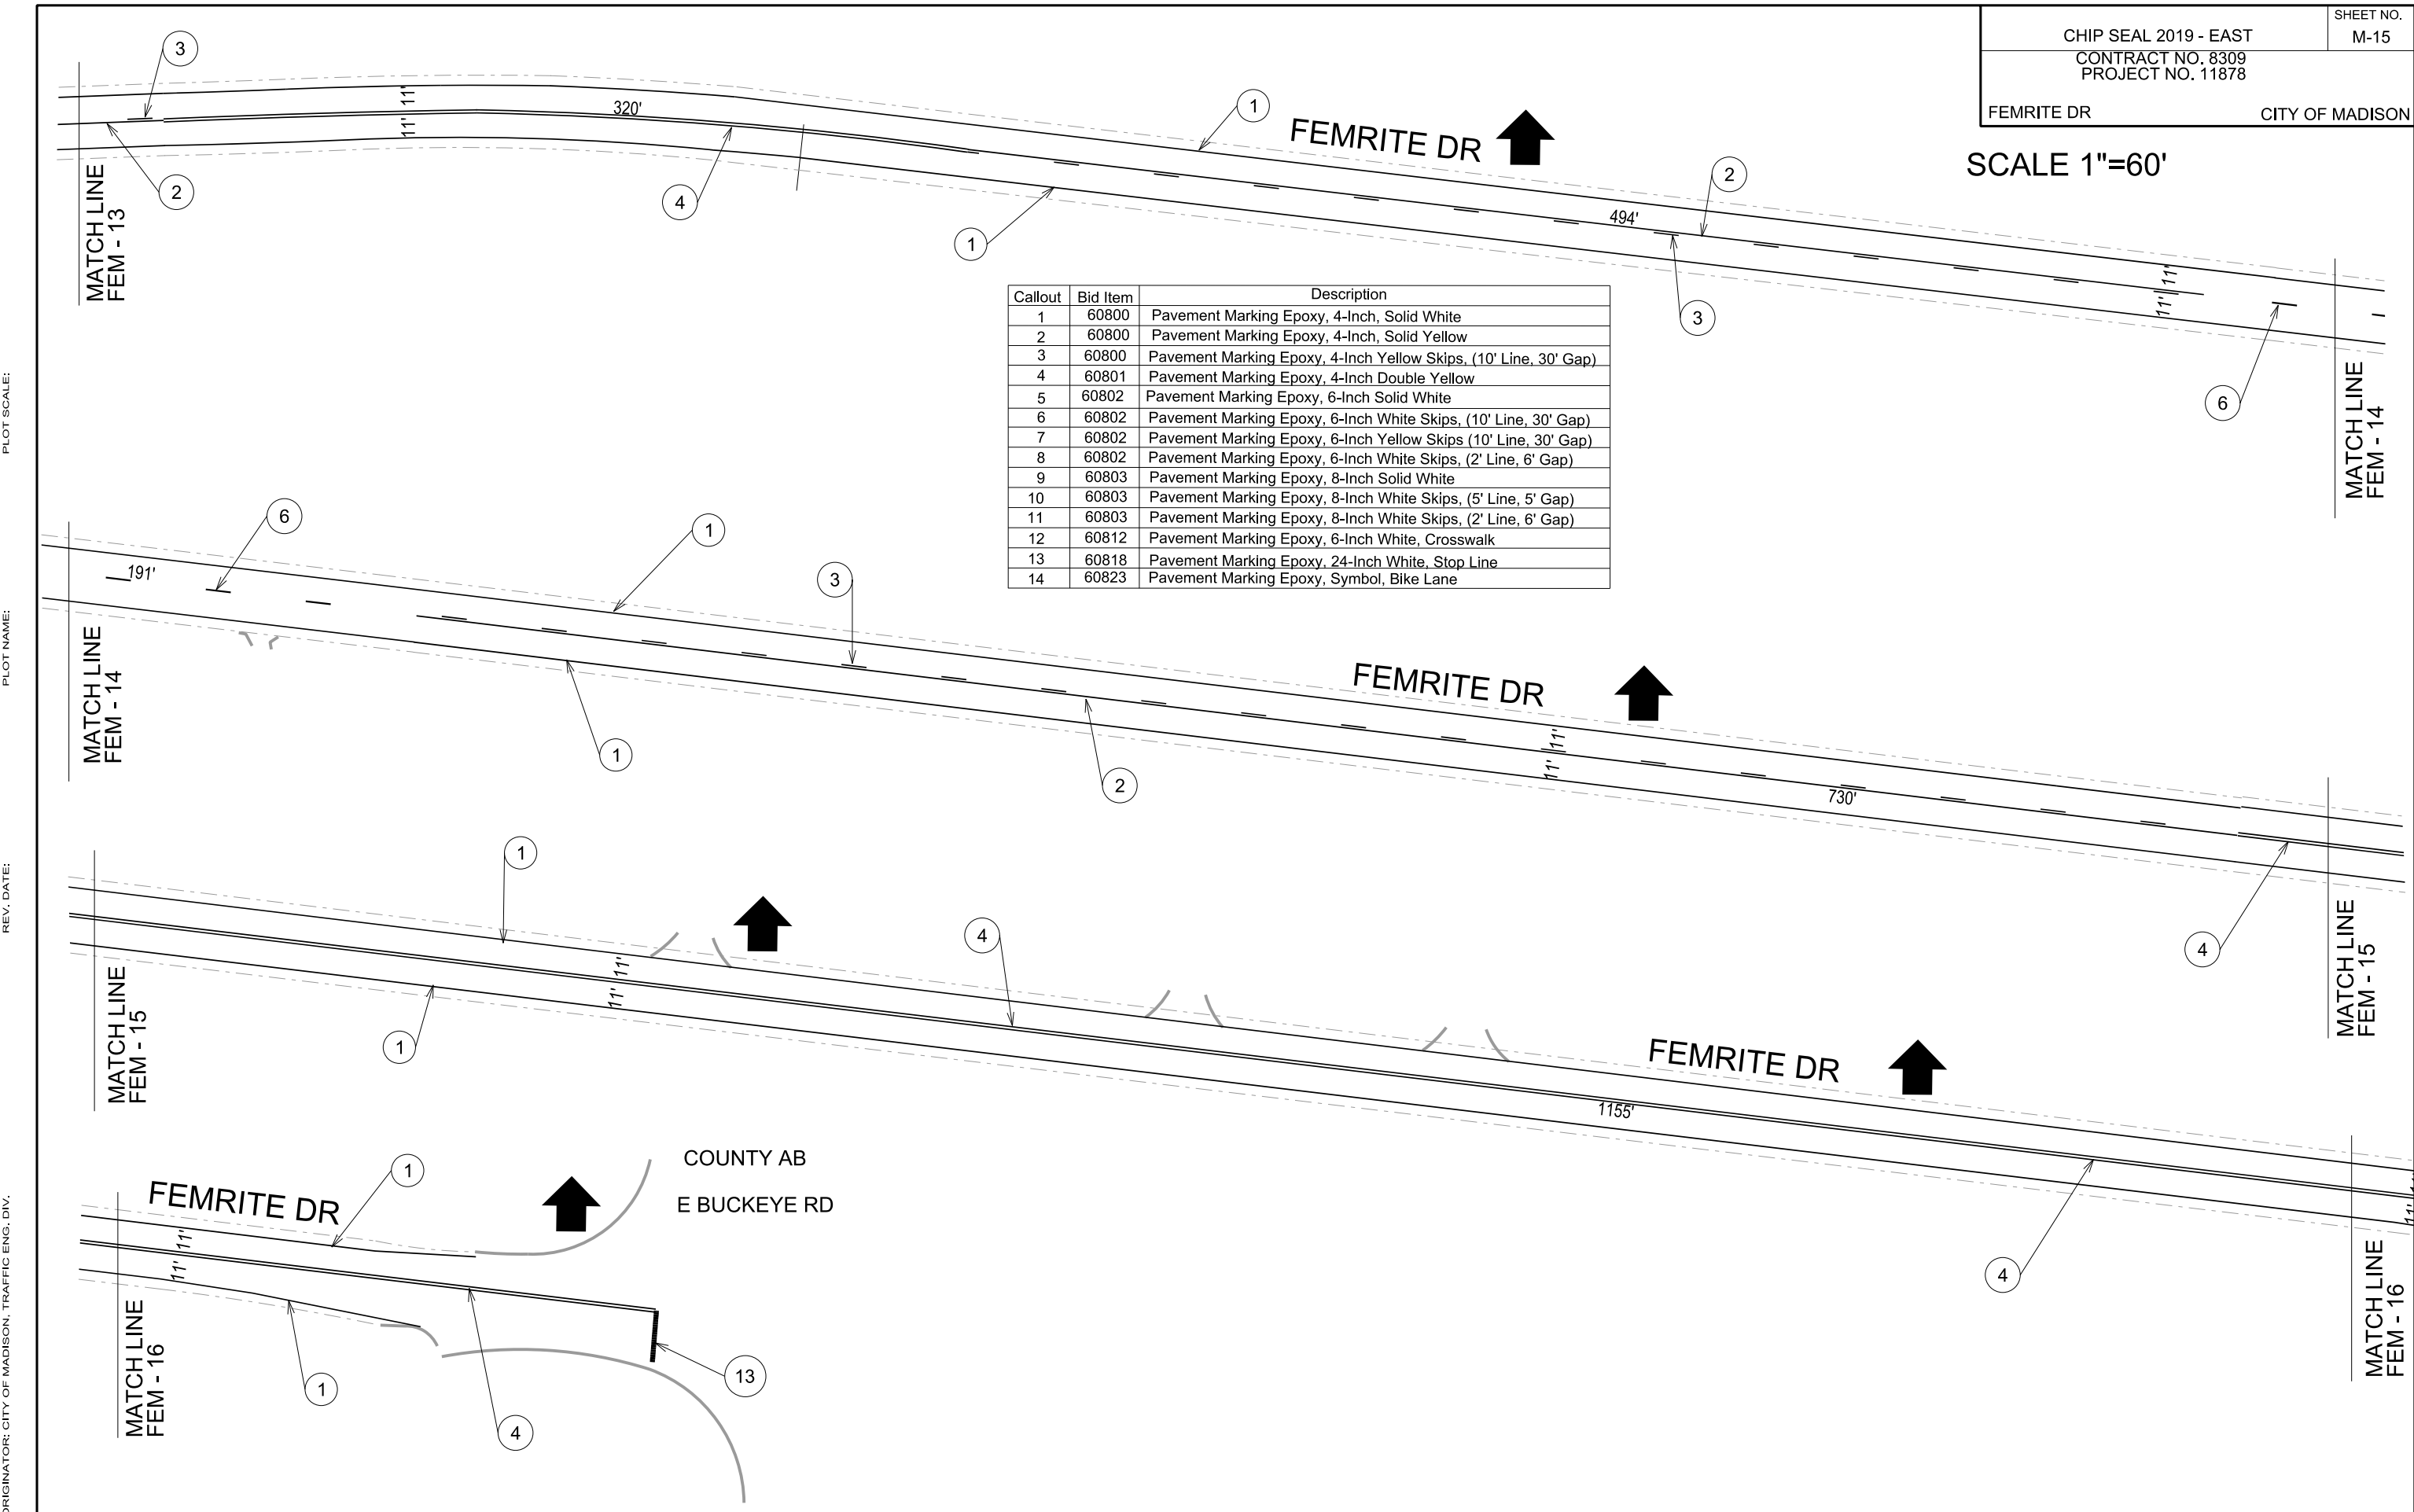 SHEET NO.
CHIP SEAL 2019 - EAST
M-15
CONTRACT NO. 8309
PROJECT NO. 11878
FEMRITE DR
CITY OF MADISON
SCALE 1"=60'
3
11'
11'
320'
1
FEMRITE DR
2
2
4
1
494'
3
11'
11'
6
MATCH LINE
FEM - 13
MATCH LINE
FEM - 14
Callout Bid Item Description
1 60800 Pavement Marking Epoxy, 4-Inch, Solid White
2 60800 Pavement Marking Epoxy, 4-Inch, Solid Yellow
3 60800 Pavement Marking Epoxy, 4-Inch Yellow Skips, (10' Line, 30' Gap)
4 60801 Pavement Marking Epoxy, 4-Inch Double Yellow
5 60802 Pavement Marking Epoxy, 6-Inch Solid White
6 60802 Pavement Marking Epoxy, 6-Inch White Skips, (10' Line, 30' Gap)
7 60802 Pavement Marking Epoxy, 6-Inch Yellow Skips (10' Line, 30' Gap)
8 60802 Pavement Marking Epoxy, 6-Inch White Skips, (2' Line, 6' Gap)
9 60803 Pavement Marking Epoxy, 8-Inch Solid White
10 60803 Pavement Marking Epoxy, 8-Inch White Skips, (5' Line, 5' Gap)
11 60803 Pavement Marking Epoxy, 8-Inch White Skips, (2' Line, 6' Gap)
12 60812 Pavement Marking Epoxy, 6-Inch White, Crosswalk
13 60818 Pavement Marking Epoxy, 24-Inch White, Stop Line
14 60823 Pavement Marking Epoxy, Symbol, Bike Lane
6
1
191'
3
FEMRITE DR
1
2
11'
11'
730'
4
MATCH LINE
FEM - 14
MATCH LINE
FEM - 15
1
4
11'
11'
1
FEMRITE DR
1155'
4
11'
11'
MATCH LINE
FEM - 15
MATCH LINE
FEM - 16
COUNTY AB
E BUCKEYE RD
1
FEMRITE DR
11'
11'
1
4
13
MATCH LINE
FEM - 16
PLOT SCALE:
PLOT NAME:
REV. DATE:
ORIGINATOR: CITY OF MADISON, TRAFFIC ENG. DIV.